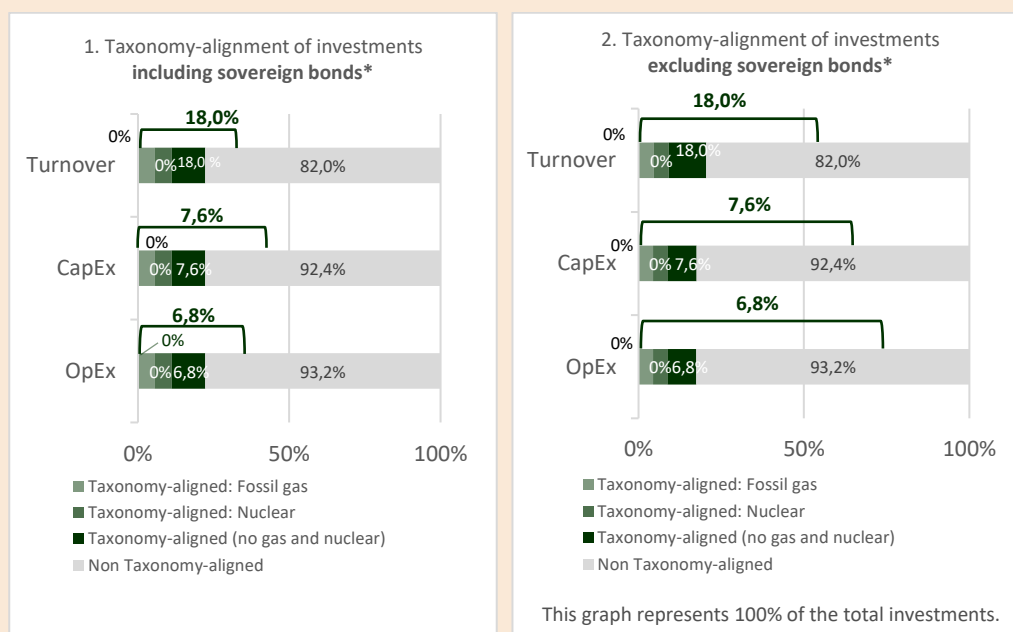 1. Taxonomy-alignment of investments
including sovereign bonds*
18,0%
0%
Turnover
0%
18,0%
82,0%
7,6%
0%
CapEx
0%
7,6%
92,4%
6,8%
0%
OpEx
0%
6,8%
93,2%
0%
50%
100%
Taxonomy-aligned: Fossil gas
Taxonomy-aligned: Nuclear
Taxonomy-aligned (no gas and nuclear)
Non Taxonomy-aligned
2. Taxonomy-alignment of investments
excluding sovereign bonds*
18,0%
0%
Turnover
0%
18,0%
82,0%
7,6%
0%
CapEx
0%
7,6%
92,4%
6,8%
0%
OpEx
0%
6,8%
93,2%
0%
50%
100%
Taxonomy-aligned: Fossil gas
Taxonomy-aligned: Nuclear
Taxonomy-aligned (no gas and nuclear)
Non Taxonomy-aligned
This graph represents 100% of the total investments.